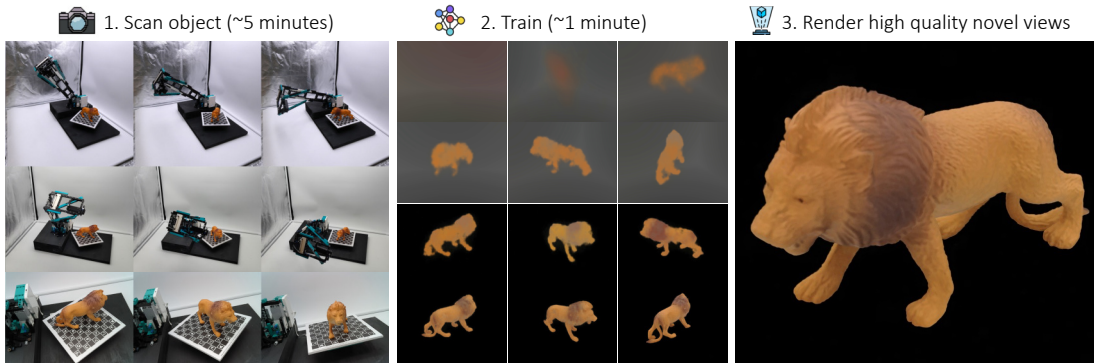 1. Scan object (~5 minutes)
2. Train (~1 minute)
3. Render high quality novel views